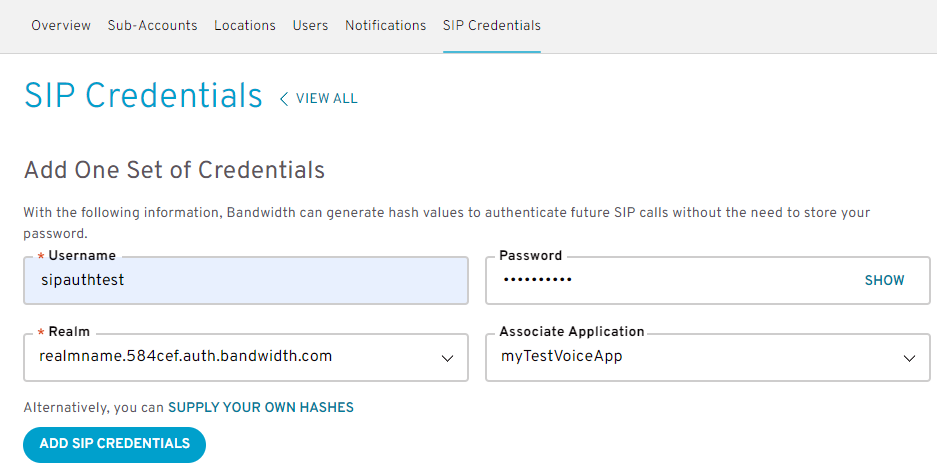 Overview Sub-Accounts Locations Users Notifications SIP Credentials
SIP Credentials < VIEW ALL
Add One Set of Credentials
With the following information, Bandwidth can generate hash values to authenticate future SIP calls without the need to store your
password.
* Username Password
sipauthtest •••••••••• SHOW
* Realm Associate Application
realmname.584cef.auth.bandwidth.com myTestVoiceApp
Alternatively, you can SUPPLY YOUR OWN HASHES
ADD SIP CREDENTIALS